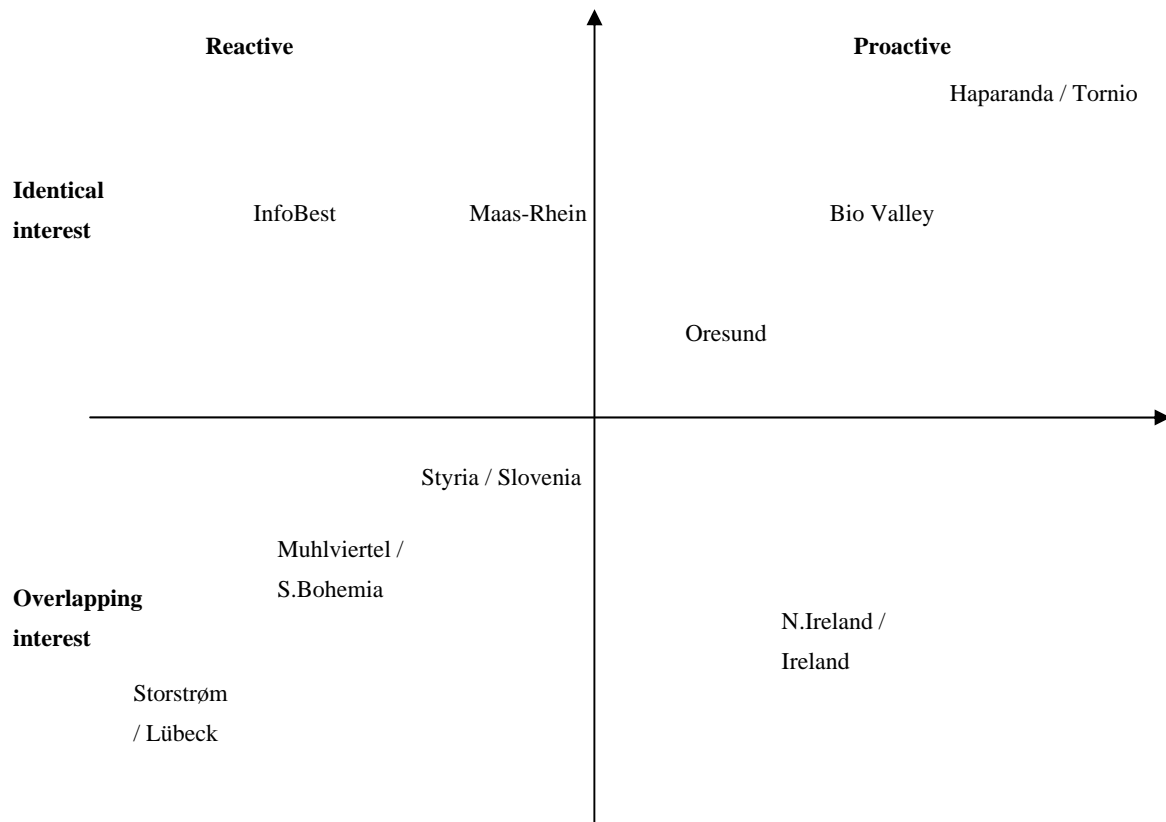 Reactive
Proactive
Haparanda / Tornio
Identical
interest
InfoBest
Maas-Rhein
Bio Valley
Oresund
Styria / Slovenia
Muhlviertel /
S.Bohemia
Overlapping
interest
N.Ireland /
Ireland
Storstrøm
/ Lübeck